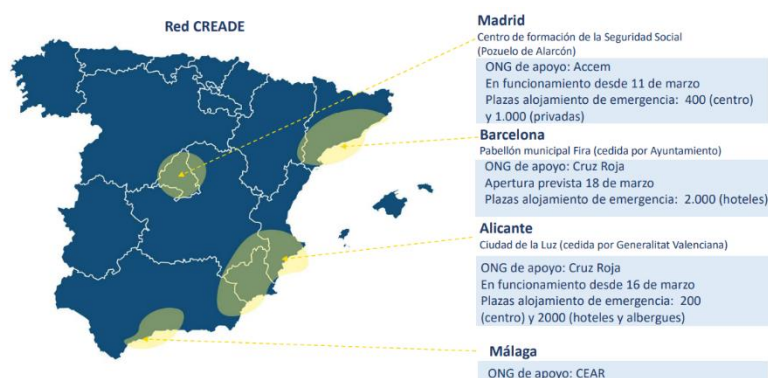 Red CREADE
Madrid
Centro de formación de la Seguridad Social
(Pozuelo de Alarcón)
ONG de apoyo: Accem
En funcionamiento desde 11 de marzo
Plazas alojamiento de emergencia: 400 (centro)
y 1.000 (privadas)
Barcelona
Pabellón municipal Fira (cedida por Ayuntamiento)
ONG de apoyo: Cruz Roja
Apertura prevista 18 de marzo
Plazas alojamiento de emergencia: 2.000 (hoteles)
Alicante
Ciudad de la Luz (cedida por Generalitat Valenciana)
ONG de apoyo: Cruz Roja
En funcionamiento desde 16 de marzo
Plazas alojamiento de emergencia: 200
(centro) y 2000 (hoteles y albergues)
Málaga
ONG de apoyo: CEAR